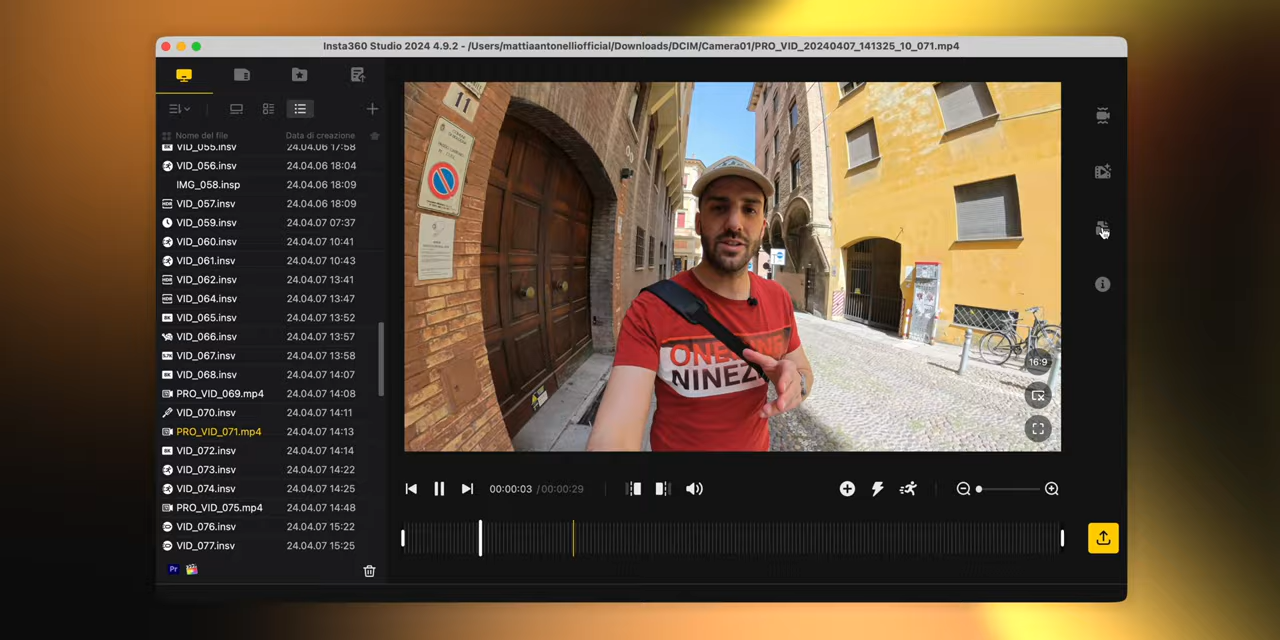 Insta360 Studio 2024 4.9.2 - /Users/mattiaantonelliofficial/Downloads/DCIM/Camera01/PRO_VID_20240407_141325_10_071.mp4
Nome del file Data di creazione
VID_055.insv 24.04.06 17:58
VID_056.insv 24.04.06 18:04
IMG_058.insp 24.04.06 18:09
VID_057.insv 24.04.06 18:09
VID_059.insv 24.04.07 07:37
VID_060.insv 24.04.07 10:41
VID_061.insv 24.04.07 10:43
VID_062.insv 24.04.07 13:41
VID_064.insv 24.04.07 13:47
VID_065.insv 24.04.07 13:52
VID_066.insv 24.04.07 13:57
VID_067.insv 24.04.07 13:58
VID_068.insv 24.04.07 14:07
PRO_VID_069.mp4 24.04.07 14:08
VID_070.insv 24.04.07 14:11
PRO_VID_071.mp4 24.04.07 14:13
VID_072.insv 24.04.07 14:14
VID_073.insv 24.04.07 14:22
VID_074.insv 24.04.07 14:25
PRO_VID_075.mp4 24.04.07 14:48
VID_076.insv 24.04.07 15:22
VID_077.insv 24.04.07 15:25
Pr
11
NINEZ
16:9
00:00:03 /00:00:29